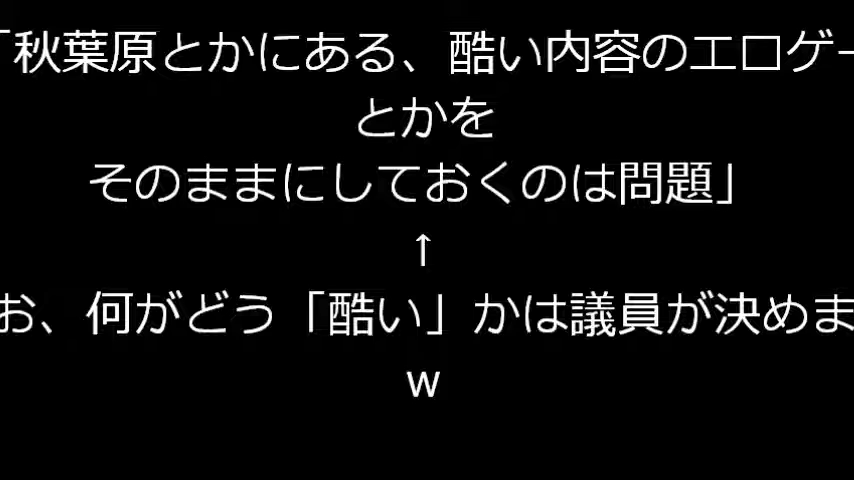 「秋葉原とかにある、酷い内容のエロゲー
とかを
そのままにしておくのは問題」
↑
お、何がどう「酷い」かは議員が決めま
w